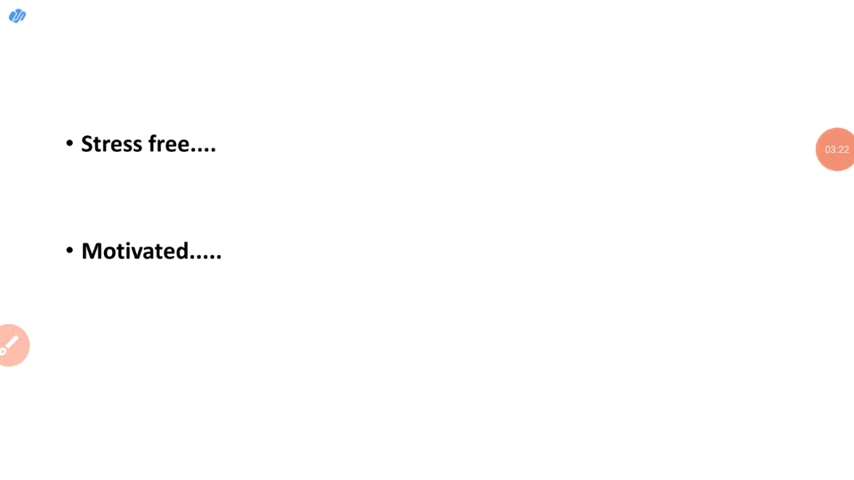 • Stress free....
03:22
• Motivated.....